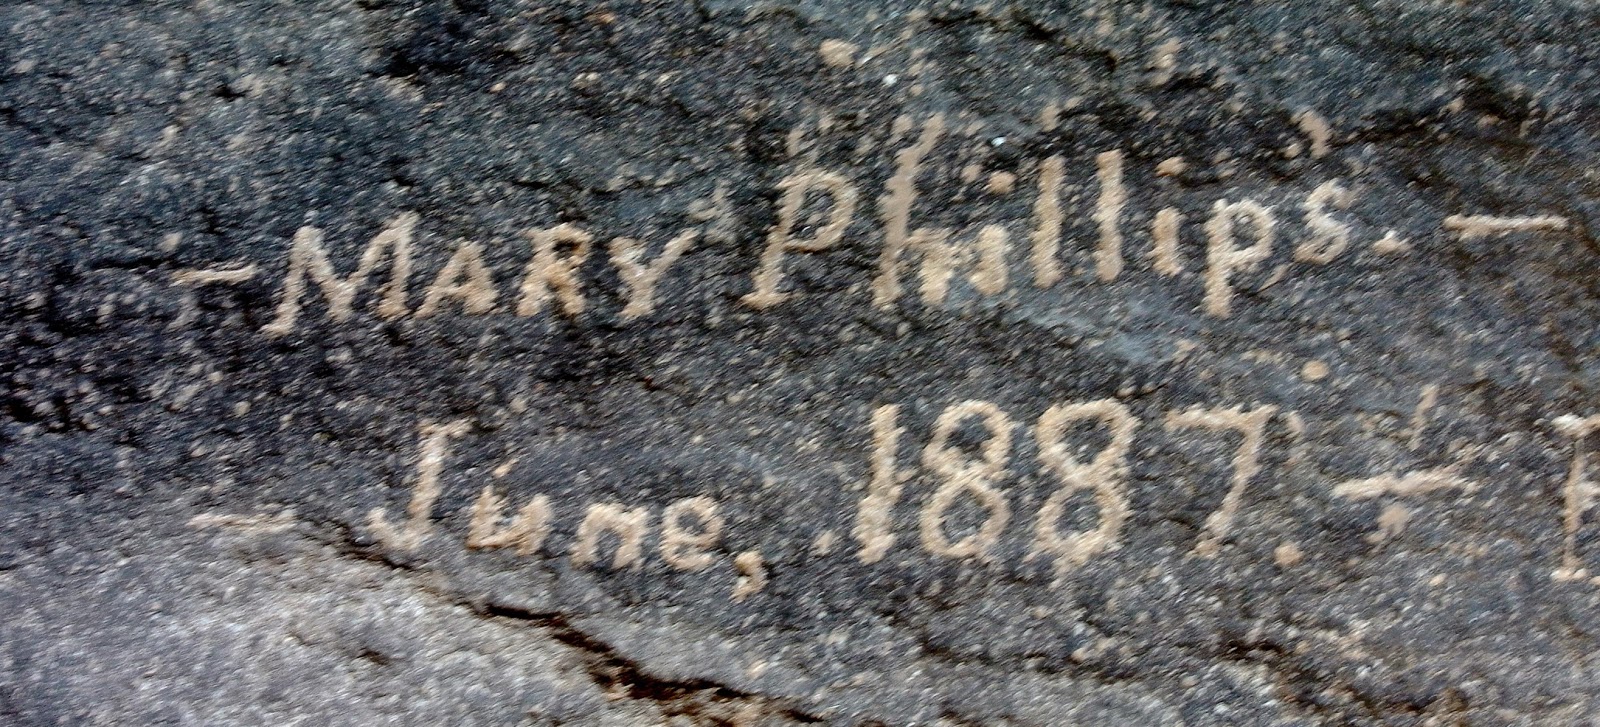 — MARY Phillips. —
— June, 1887. —